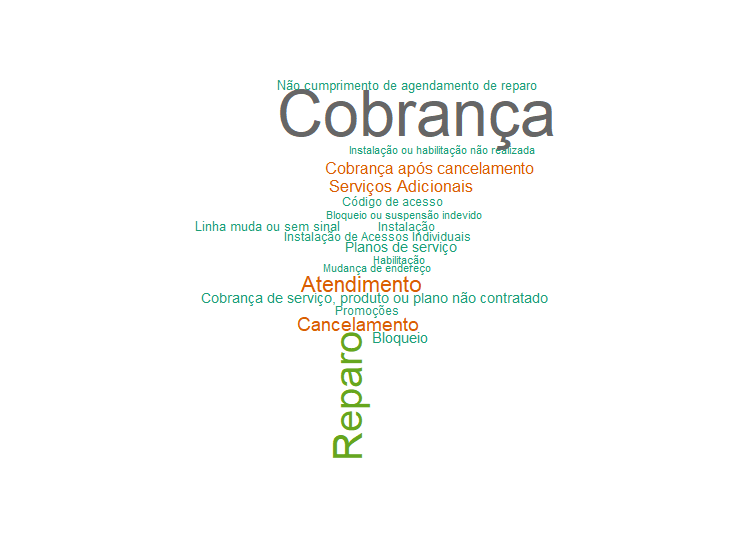 Não cumprimento de agendamento de reparo
Cobrança
Instalação ou habilitação não realizada
Cobrança após cancelamento
Serviços Adicionais
Código de acesso
Bloqueio ou suspensão indevido
Linha muda ou sem sinal
Instalação
Instalação de Acessos Individuais
Planos de serviço
Habilitação
Mudança de endereço
Atendimento
Cobrança de serviço, produto ou plano não contratado
Promoções
Cancelamento
Bloqueio
Reparo